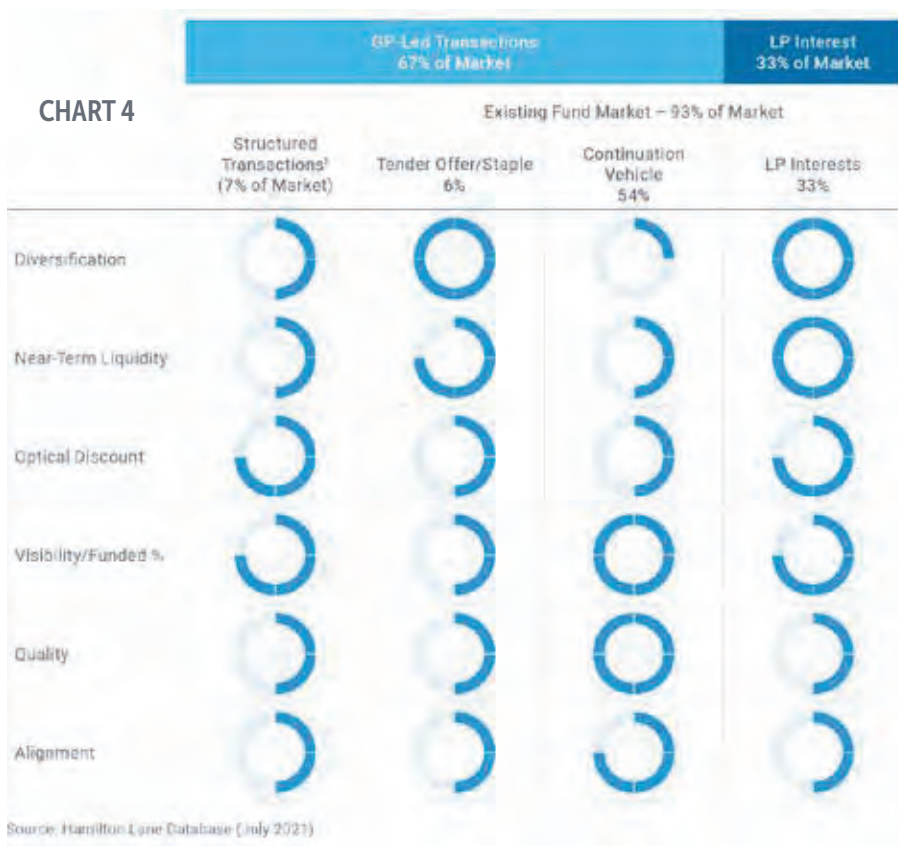 GP-Led Transactions
67% of Market
LP Interest
33% of Market
CHART 4
Existing Fund Market – 93% of Market
Structured
Transactions¹
(7% of Market)
Tender Offer/Staple
6%
Continuation
Vehicle
54%
LP Interests
33%
Diversification
Near-Term Liquidity
Optical Discount
Visibility/Funded %
Quality
Alignment
Source: Hamilton Lane Database (July 2021)